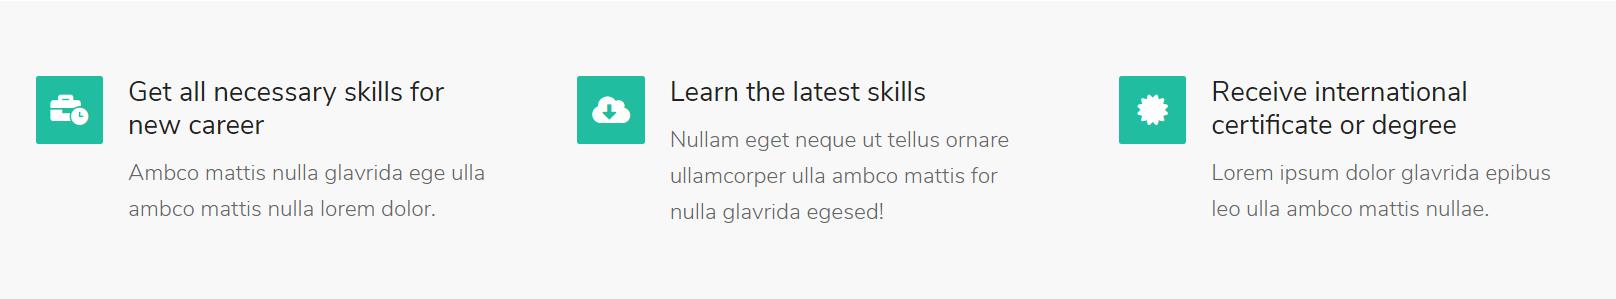 Get all necessary skills for
new career
Ambco mattis nulla glavrida ege ulla
ambco mattis nulla lorem dolor.
Learn the latest skills
Nullam eget neque ut tellus ornare
ullamcorper ulla ambco mattis for
nulla glavrida egesed!
Receive international
certificate or degree
Lorem ipsum dolor glavrida epibus
leo ulla ambco mattis nullae.